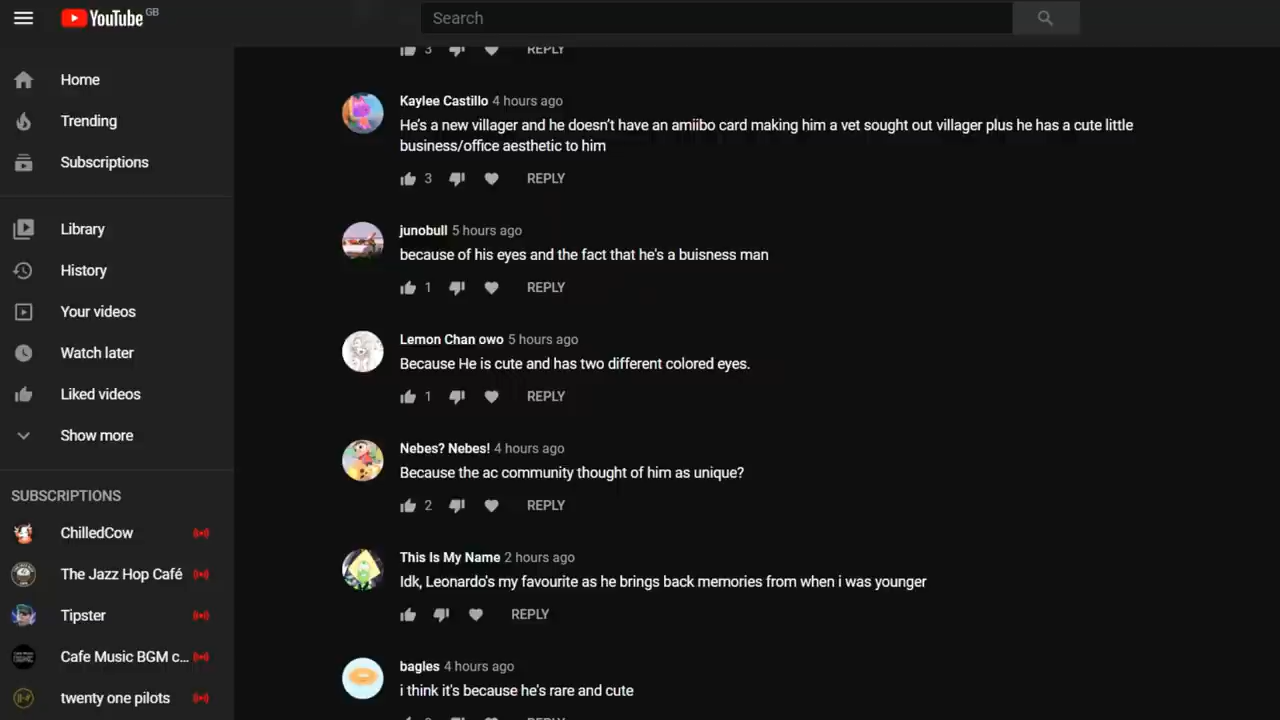 YouTube GB
Search
Home
Trending
Subscriptions
Library
History
Your videos
Watch later
Liked videos
Show more
SUBSCRIPTIONS
ChilledCow
The Jazz Hop Café
Tipster
Cafe Music BGM c...
twenty one pilots
3 REPLY
Kaylee Castillo 4 hours ago
He's a new villager and he doesn't have an amiibo card making him a vet sought out villager plus he has a cute little
business/office aesthetic to him
3 REPLY
junobull 5 hours ago
because of his eyes and the fact that he's a buisness man
1 REPLY
Lemon Chan owo 5 hours ago
Because He is cute and has two different colored eyes.
1 REPLY
Nebes? Nebes! 4 hours ago
Because the ac community thought of him as unique?
2 REPLY
This Is My Name 2 hours ago
Idk, Leonardo's my favourite as he brings back memories from when i was younger
REPLY
bagles 4 hours ago
i think it's because he's rare and cute
REPLY